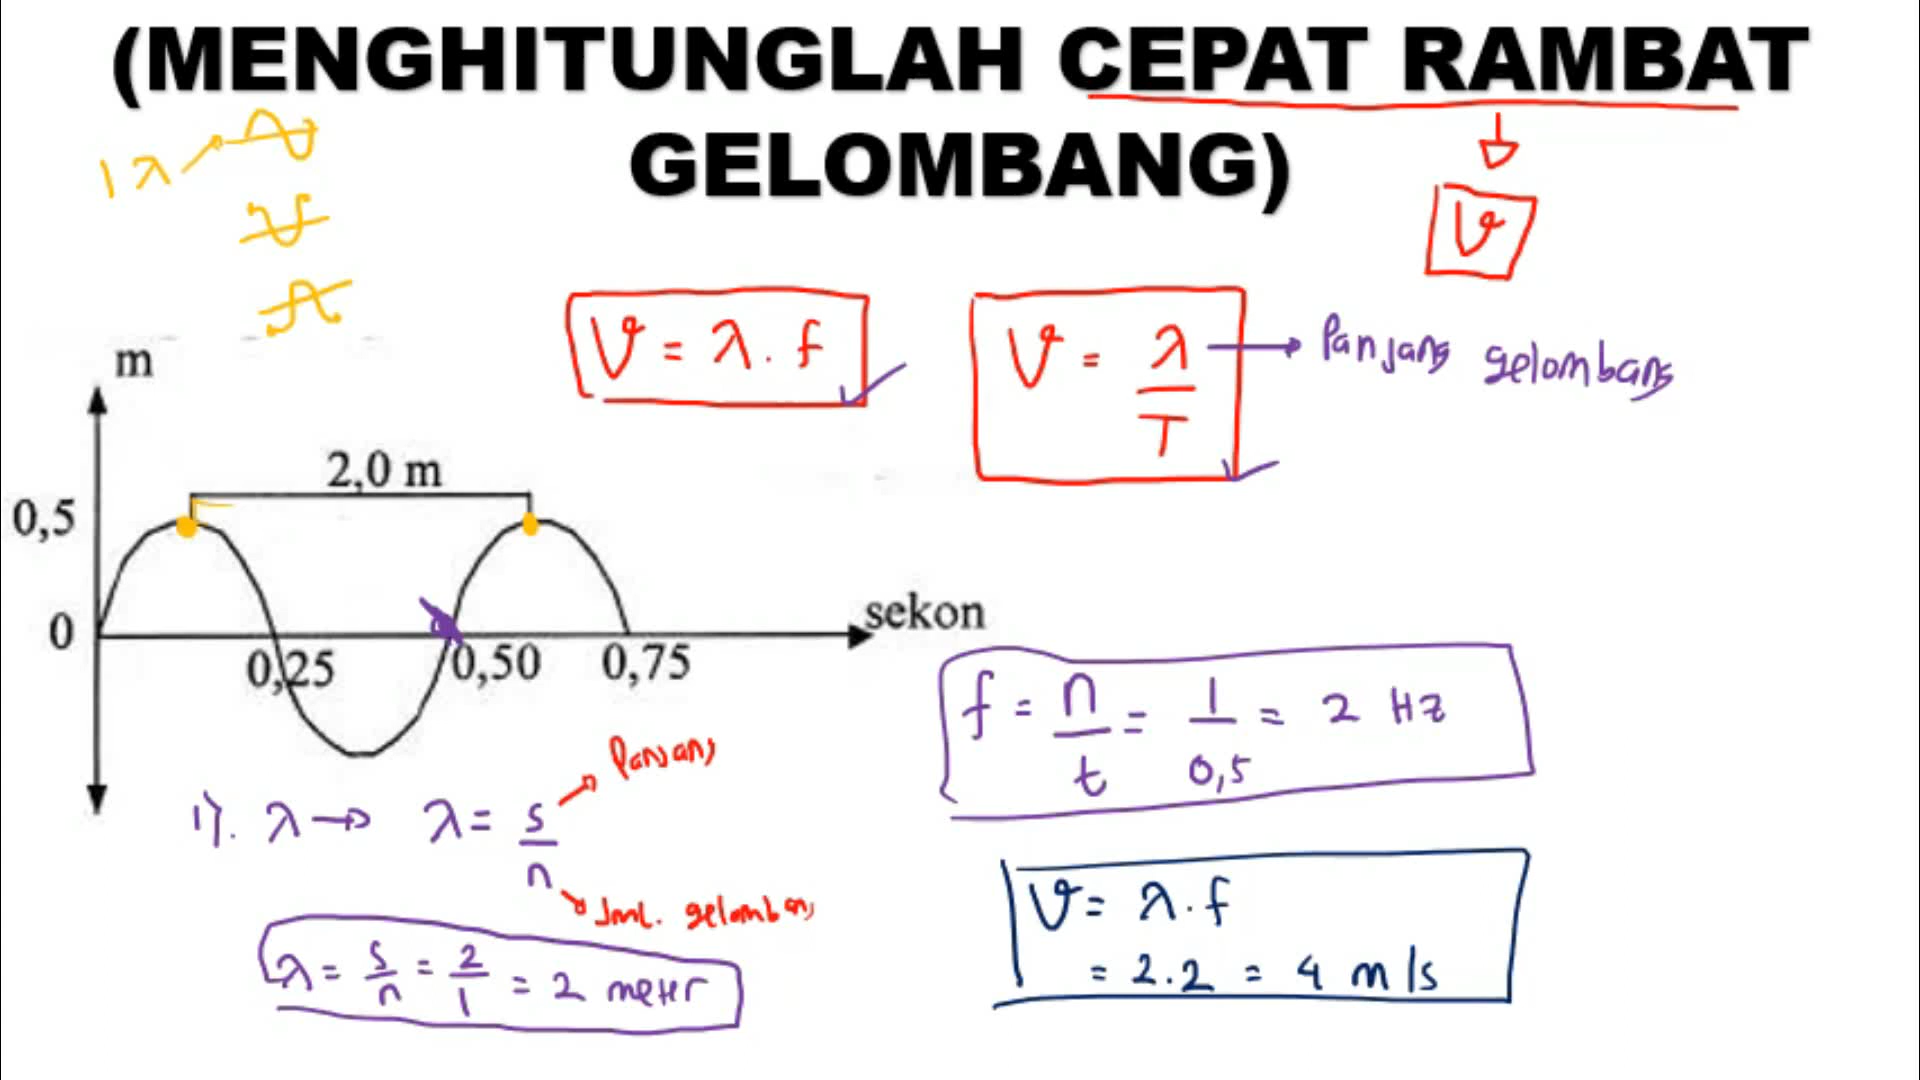 (MENGHITUNGLAH CEPAT RAMBAT
GELOMBANG)
1 λ
v
v = λ . f
v = λ / T
Panjang gelombang
m
2,0 m
0,5
0
sekon
0,25
0,50
0,75
f = n / t = 1 / 0,5 = 2 Hz
1). λ → λ = s / n
Panjang
Jml. gelombang
λ = s / n = 2 / 1 = 2 meter
v = λ . f
= 2 . 2 = 4 m/s